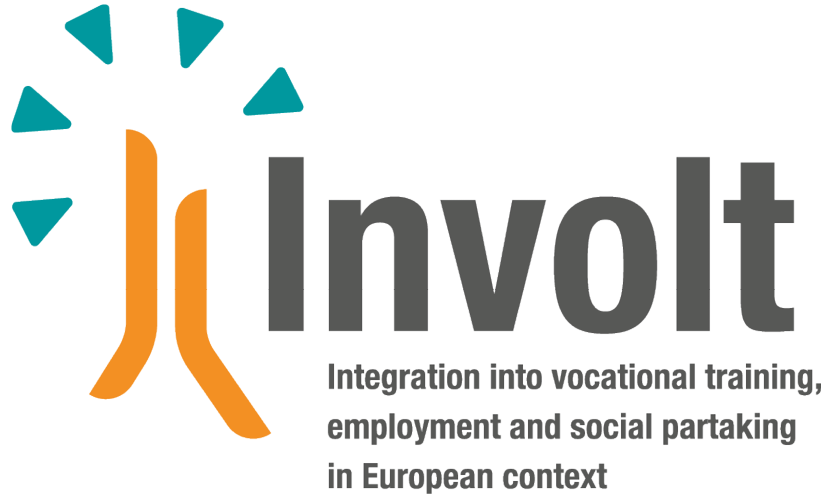 Involt
Integration into vocational training,
employment and social partaking
in European context